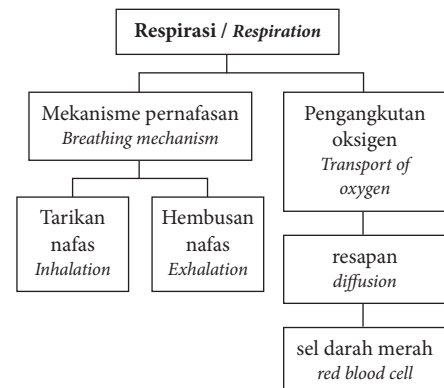 Respirasi / Respiration
Mekanisme pernafasan
Breathing mechanism
Tarikan
nafas
Inhalation
Hembusan
nafas
Exhalation
Pengangkutan
oksigen
Transport of
oxygen
resapan
diffusion
sel darah merah
red blood cell